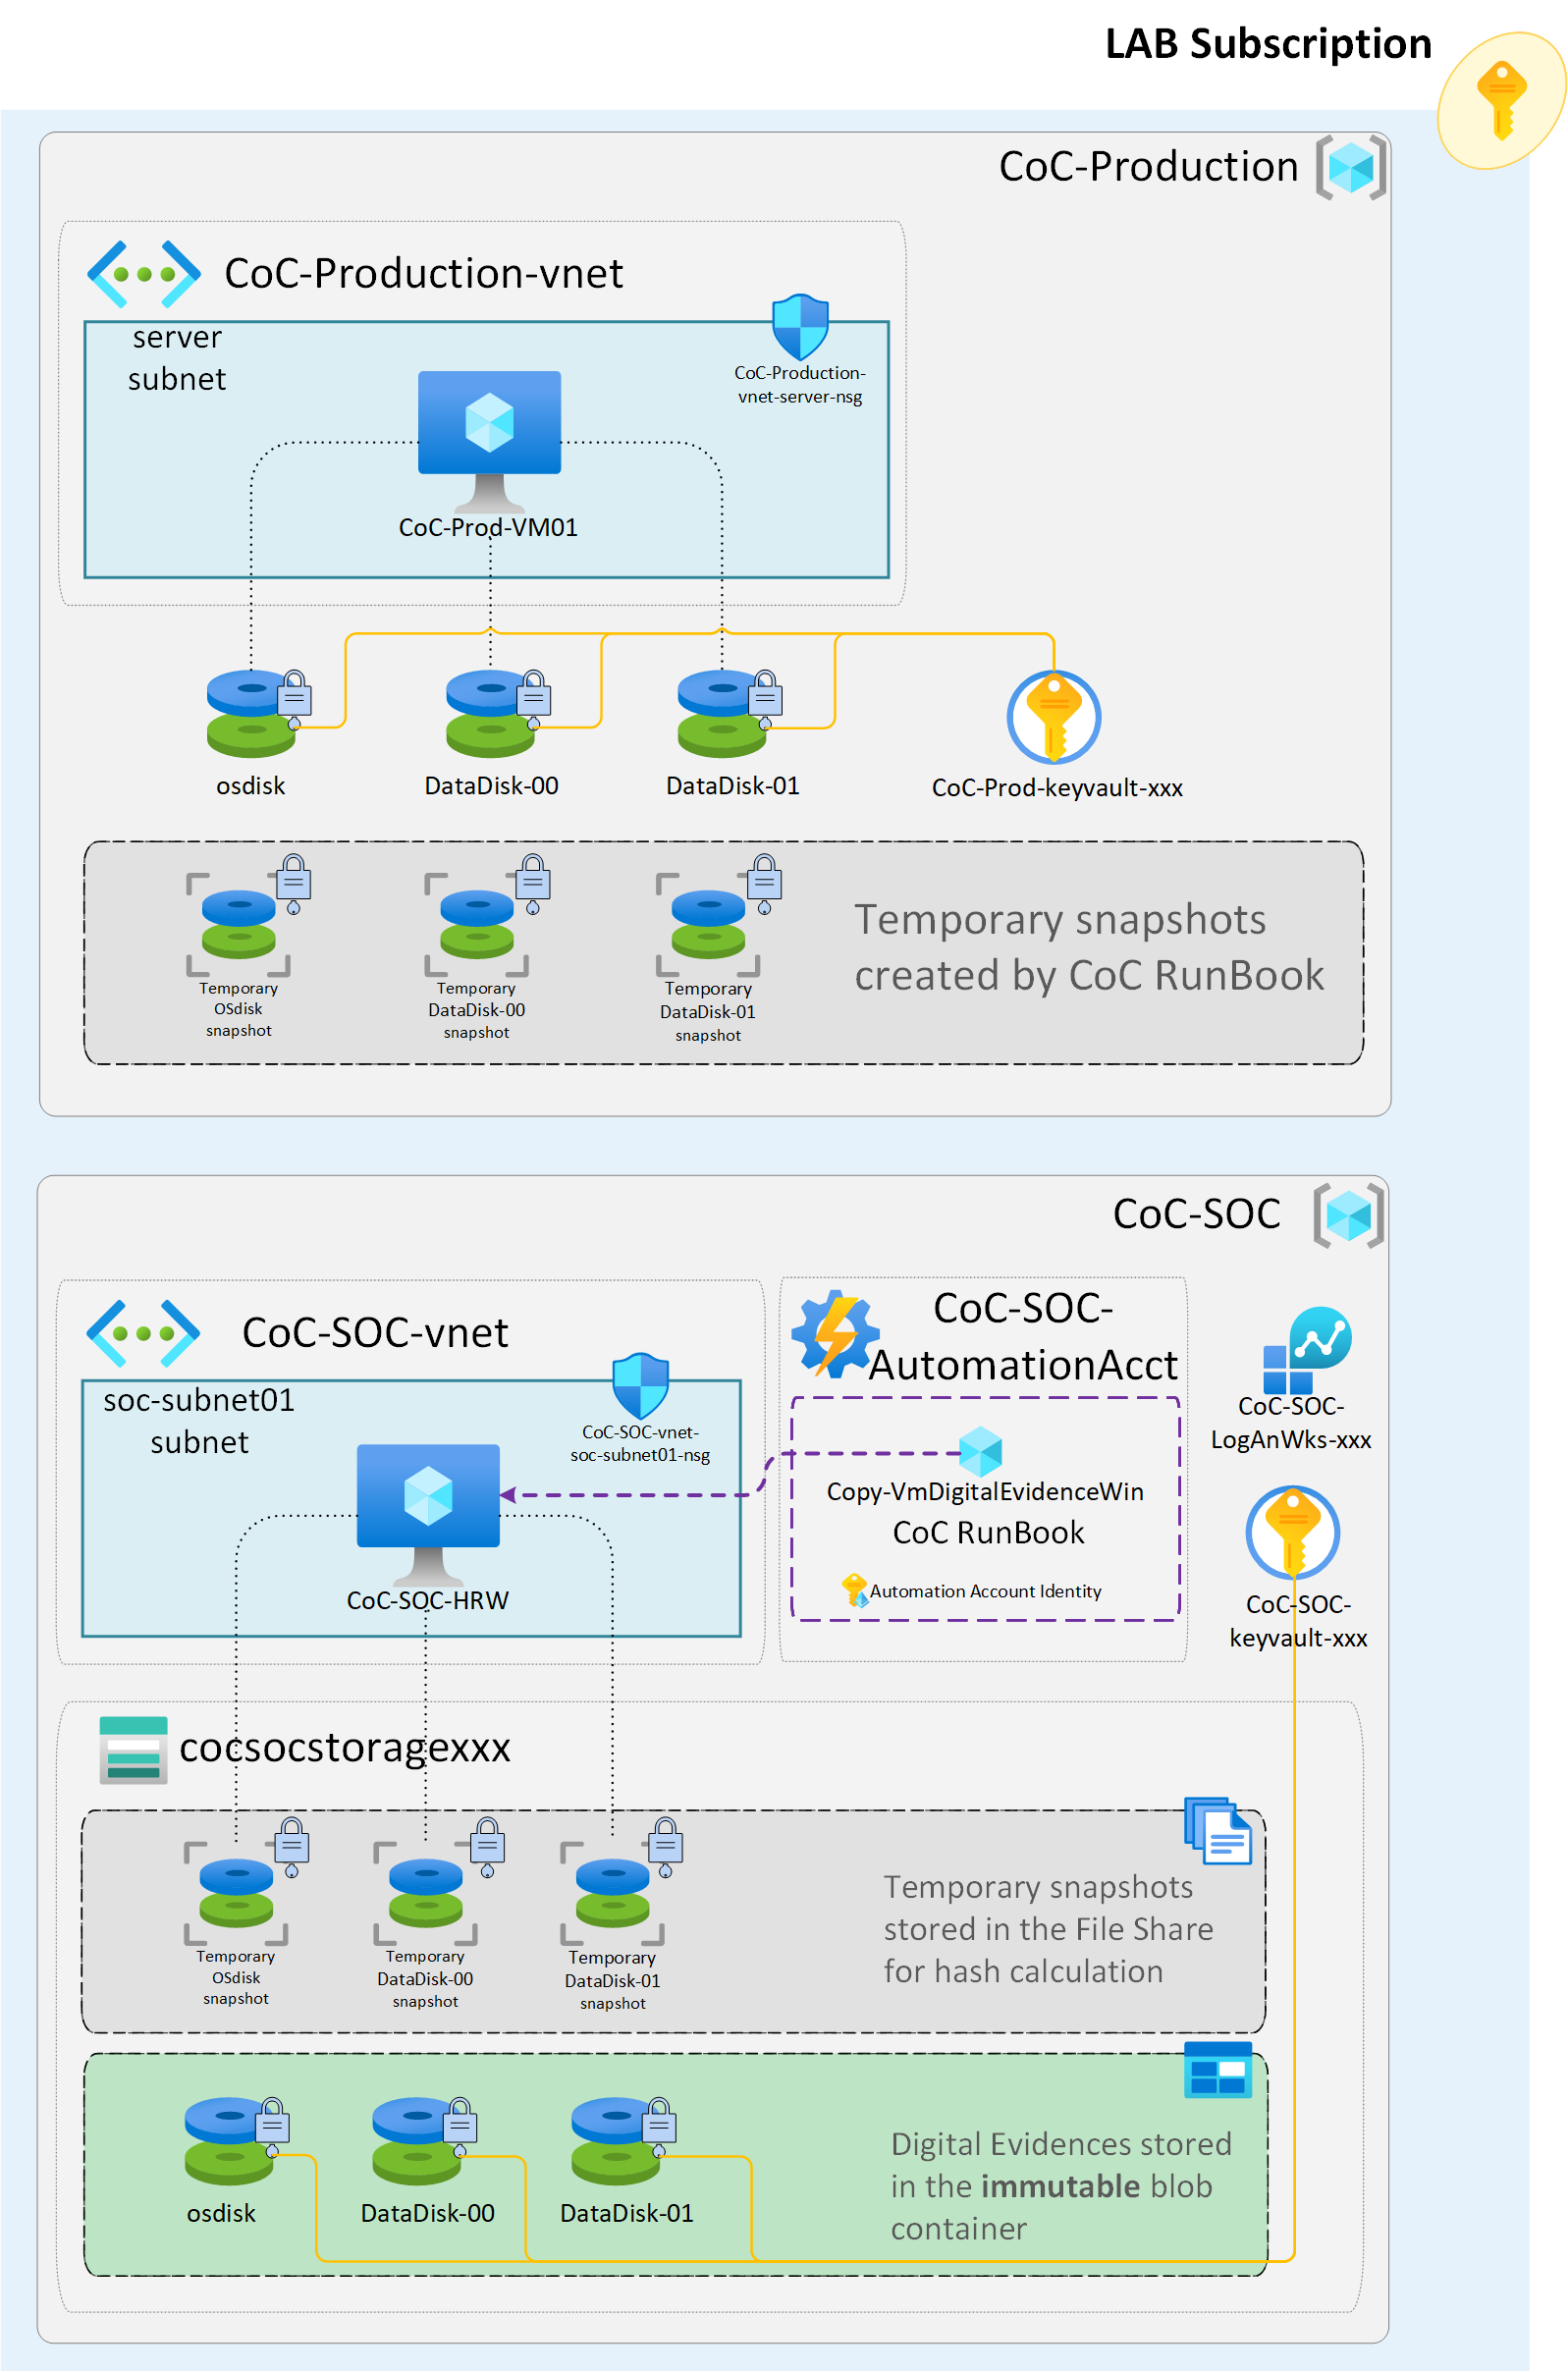 LAB Subscription
CoC-Production
CoC-Production-vnet
server
subnet
CoC-Production-
vnet-server-nsg
CoC-Prod-VM01
osdisk
DataDisk-00
DataDisk-01
CoC-Prod-keyvault-xxx
Temporary
OSdisk
snapshot
Temporary
DataDisk-00
snapshot
Temporary
DataDisk-01
snapshot
Temporary snapshots
created by CoC RunBook
CoC-SOC
CoC-SOC-vnet
soc-subnet01
subnet
CoC-SOC-vnet-
soc-subnet01-nsg
CoC-SOC-HRW
CoC-SOC-
AutomationAcct
Copy-VmDigitalEvidenceWin
CoC RunBook
Automation Account Identity
CoC-SOC-
LogAnWks-xxx
CoC-SOC-
keyvault-xxx
cocsocstoragexxx
Temporary
OSdisk
snapshot
Temporary
DataDisk-00
snapshot
Temporary
DataDisk-01
snapshot
Temporary snapshots
stored in the File Share
for hash calculation
osdisk
DataDisk-00
DataDisk-01
Digital Evidences stored
in the immutable blob
container